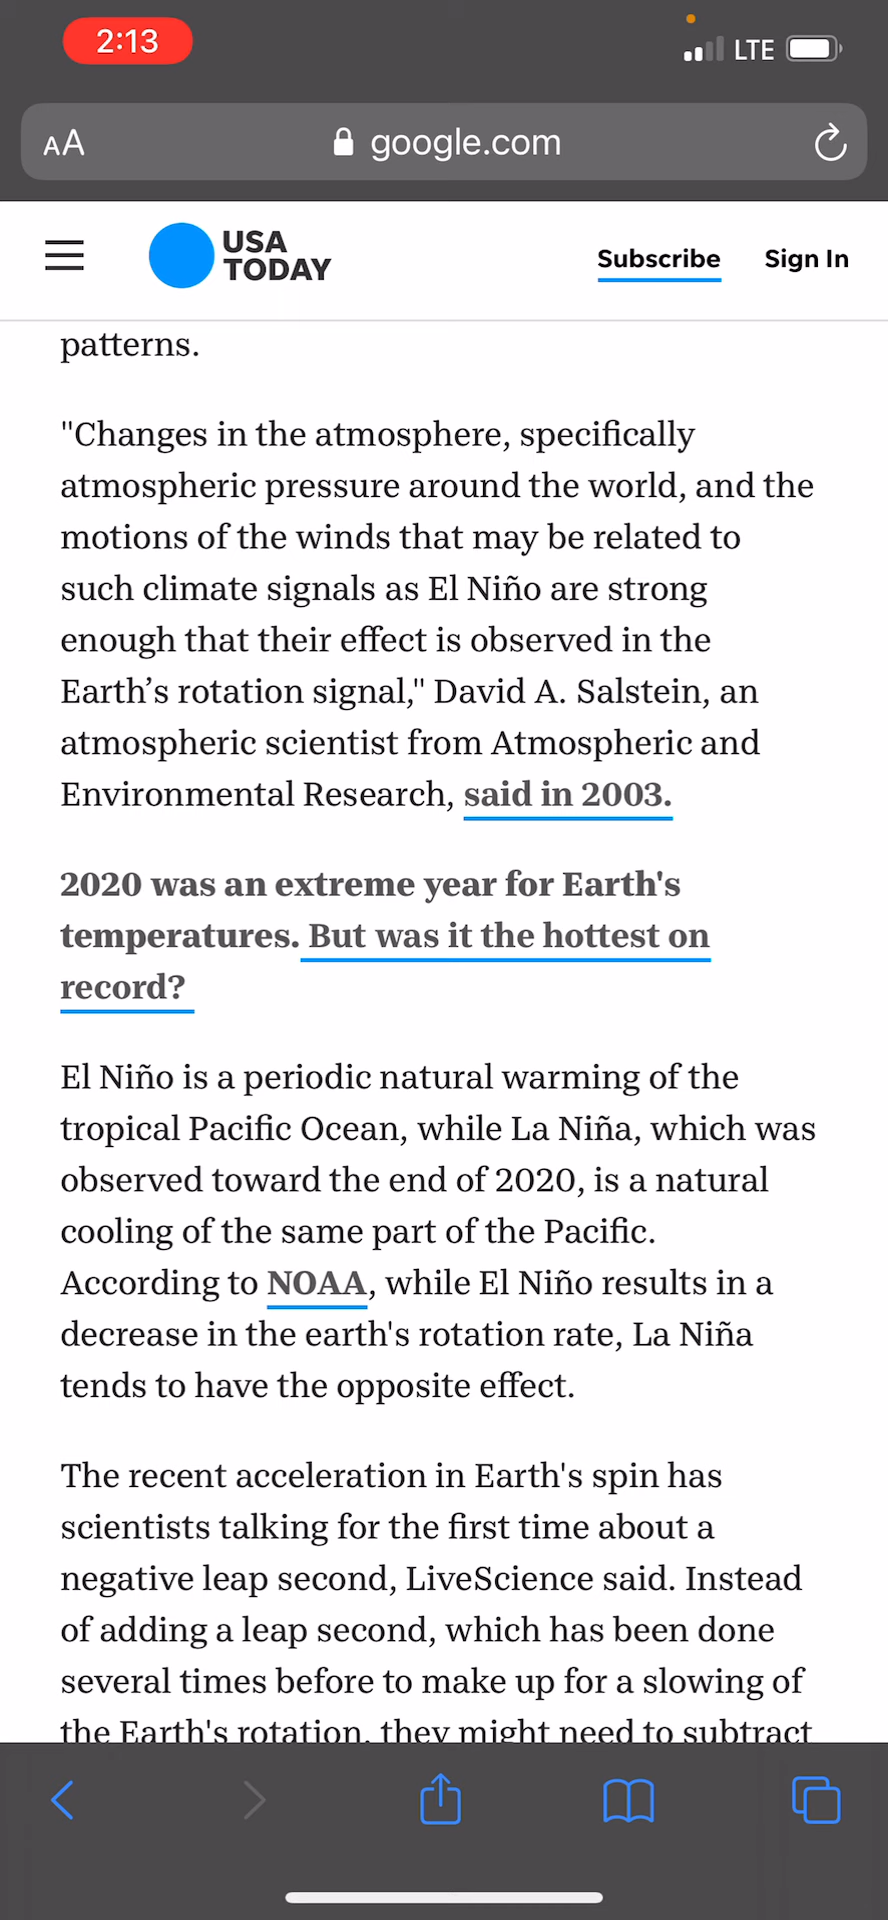 2:13
LTE
AA
google.com
USA
TODAY
Subscribe
Sign In
patterns.
"Changes in the atmosphere, specifically
atmospheric pressure around the world, and the
motions of the winds that may be related to
such climate signals as El Niño are strong
enough that their effect is observed in the
Earth’s rotation signal," David A. Salstein, an
atmospheric scientist from Atmospheric and
Environmental Research, said in 2003.
2020 was an extreme year for Earth's
temperatures. But was it the hottest on
record?
El Niño is a periodic natural warming of the
tropical Pacific Ocean, while La Niña, which was
observed toward the end of 2020, is a natural
cooling of the same part of the Pacific.
According to NOAA, while El Niño results in a
decrease in the earth's rotation rate, La Niña
tends to have the opposite effect.
The recent acceleration in Earth's spin has
scientists talking for the first time about a
negative leap second, LiveScience said. Instead
of adding a leap second, which has been done
several times before to make up for a slowing of
the Earth's rotation, they might need to subtract